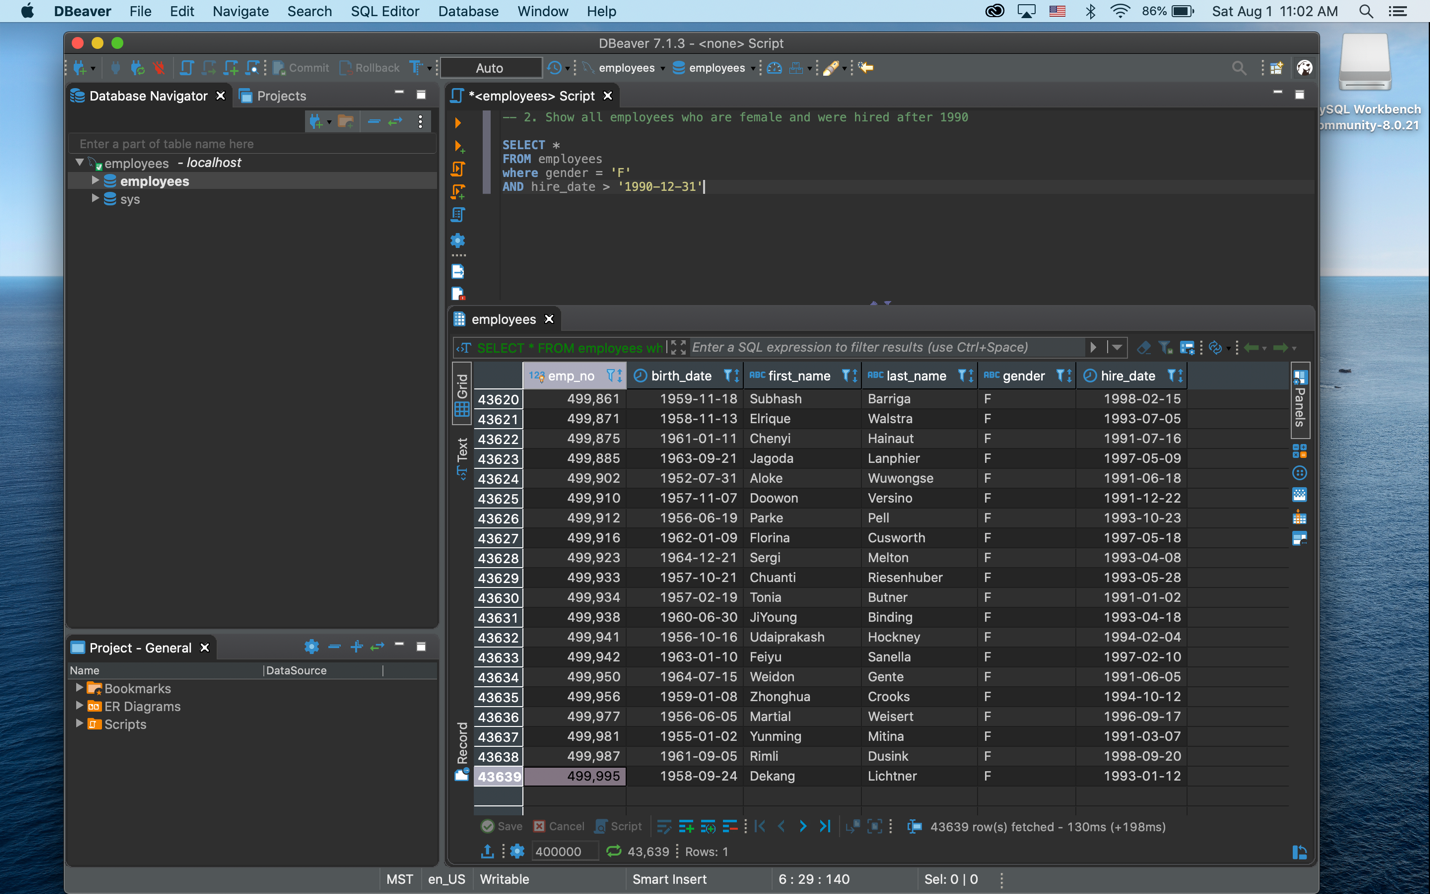 DBeaver File Edit Navigate Search SQL Editor Database Window Help 86% Sat Aug 1 11:02 AM
DBeaver 7.1.3 - <none> Script
Commit Rollback Auto employees employees
Database Navigator Projects
Enter a part of table name here
employees - localhost
employees
sys
*<employees> Script
-- 2. Show all employees who are female and were hired after 1990
SELECT *
FROM employees
where gender = 'F'
AND hire_date > '1990-12-31'
ySQL Workbench
ommunity-8.0.21
employees
SELECT * FROM employees wh Enter a SQL expression to filter results (use Ctrl+Space)
Grid
Text
Record
Panels
123 emp_no birth_date ABC first_name ABC last_name ABC gender hire_date
43620 499,861 1959-11-18 Subhash Barriga F 1998-02-15
43621 499,871 1958-11-13 Elrique Walstra F 1993-07-05
43622 499,875 1961-01-11 Chenyi Hainaut F 1991-07-16
43623 499,885 1963-09-21 Jagoda Lanphier F 1997-05-09
43624 499,902 1952-07-31 Aloke Wuwongse F 1991-06-18
43625 499,910 1957-11-07 Doowon Versino F 1991-12-22
43626 499,912 1956-06-19 Parke Pell F 1993-10-23
43627 499,916 1962-01-09 Florina Cusworth F 1997-05-18
43628 499,923 1964-12-21 Sergi Melton F 1993-04-08
43629 499,933 1957-10-21 Chuanti Riesenhuber F 1993-05-28
43630 499,934 1957-02-19 Tonia Butner F 1991-01-02
43631 499,938 1960-06-30 JiYoung Binding F 1993-04-18
43632 499,941 1956-10-16 Udaiprakash Hockney F 1994-02-04
43633 499,942 1963-01-10 Feiyu Sanella F 1997-02-10
43634 499,950 1964-07-15 Weidon Gente F 1991-06-05
43635 499,956 1959-01-08 Zhonghua Crooks F 1994-10-12
43636 499,977 1956-06-05 Martial Weisert F 1996-09-17
43637 499,981 1955-01-02 Yunming Mitina F 1991-03-07
43638 499,987 1961-09-05 Rimli Dusink F 1998-09-20
43639 499,995 1958-09-24 Dekang Lichtner F 1993-01-12
Save Cancel Script 43639 row(s) fetched - 130ms (+198ms)
400000 43,639 Rows: 1
Project - General
Name DataSource
Bookmarks
ER Diagrams
Scripts
MST en_US Writable Smart Insert 6 : 29 : 140 Sel: 0 | 0